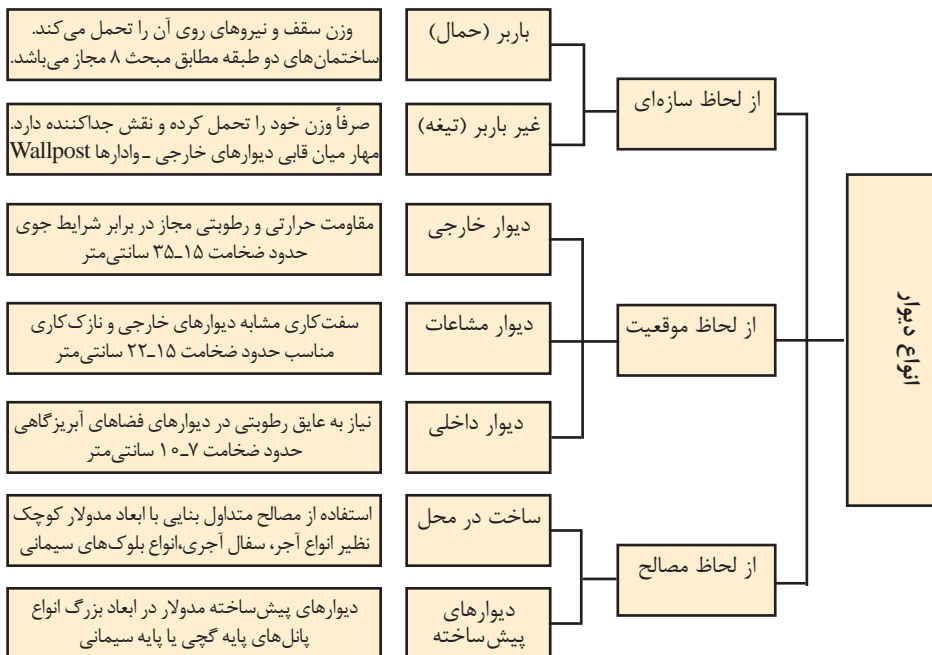 انواع دیوار
از لحاظ سازه‌ای
باربر (حمال)
وزن سقف و نیروهای روی آن را تحمل می‌کند.
ساختمان‌های دو طبقه مطابق مبحث ۸ مجاز می‌باشد.
غیر باربر (تیغه)
صرفاً وزن خود را تحمل کرده و نقش جداکننده دارد.
مهار میان قابی دیوارهای خارجی ـ وادارها Wallpost
از لحاظ موقعیت
دیوار خارجی
مقاومت حرارتی و رطوبتی مجاز در برابر شرایط جوی
حدود ضخامت ۱۵ـ۳۵ سانتی‌متر
دیوار مشاعات
سفت‌کاری مشابه دیوارهای خارجی و نازک‌کاری
مناسب حدود ضخامت ۱۵ـ۲۲ سانتی‌متر
دیوار داخلی
نیاز به عایق رطوبتی در دیوارهای فضاهای آبریزگاهی
حدود ضخامت ۷ـ۱۰ سانتی‌متر
از لحاظ مصالح
ساخت در محل
استفاده از مصالح متداول بنایی با ابعاد مدولار کوچک
نظیر انواع آجر، سفال آجری،انواع بلوک‌های سیمانی
دیوارهای
پیش‌ساخته
دیوارهای پیش‌ساخته مدولار در ابعاد بزرگ انواع
پانل‌های پایه گچی یا پایه سیمانی